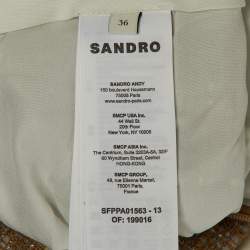 36
SANDRO
SANDRO ANDY
150 boulevard Haussmann
75008 Paris
www.sandro-paris.com
SMCP USA Inc.
44 Wall St.
20th Floor
New York, NY 10005
SMCP ASIA Inc.
The Centrium, Suite 2203A-5A, 22/F
60 Wyndham Street, Central
HONG-KONG
SMCP GROUP,
49, rue Etienne Marcel,
75001 Paris
France
SFPPA01563 - 13
OF: 199016